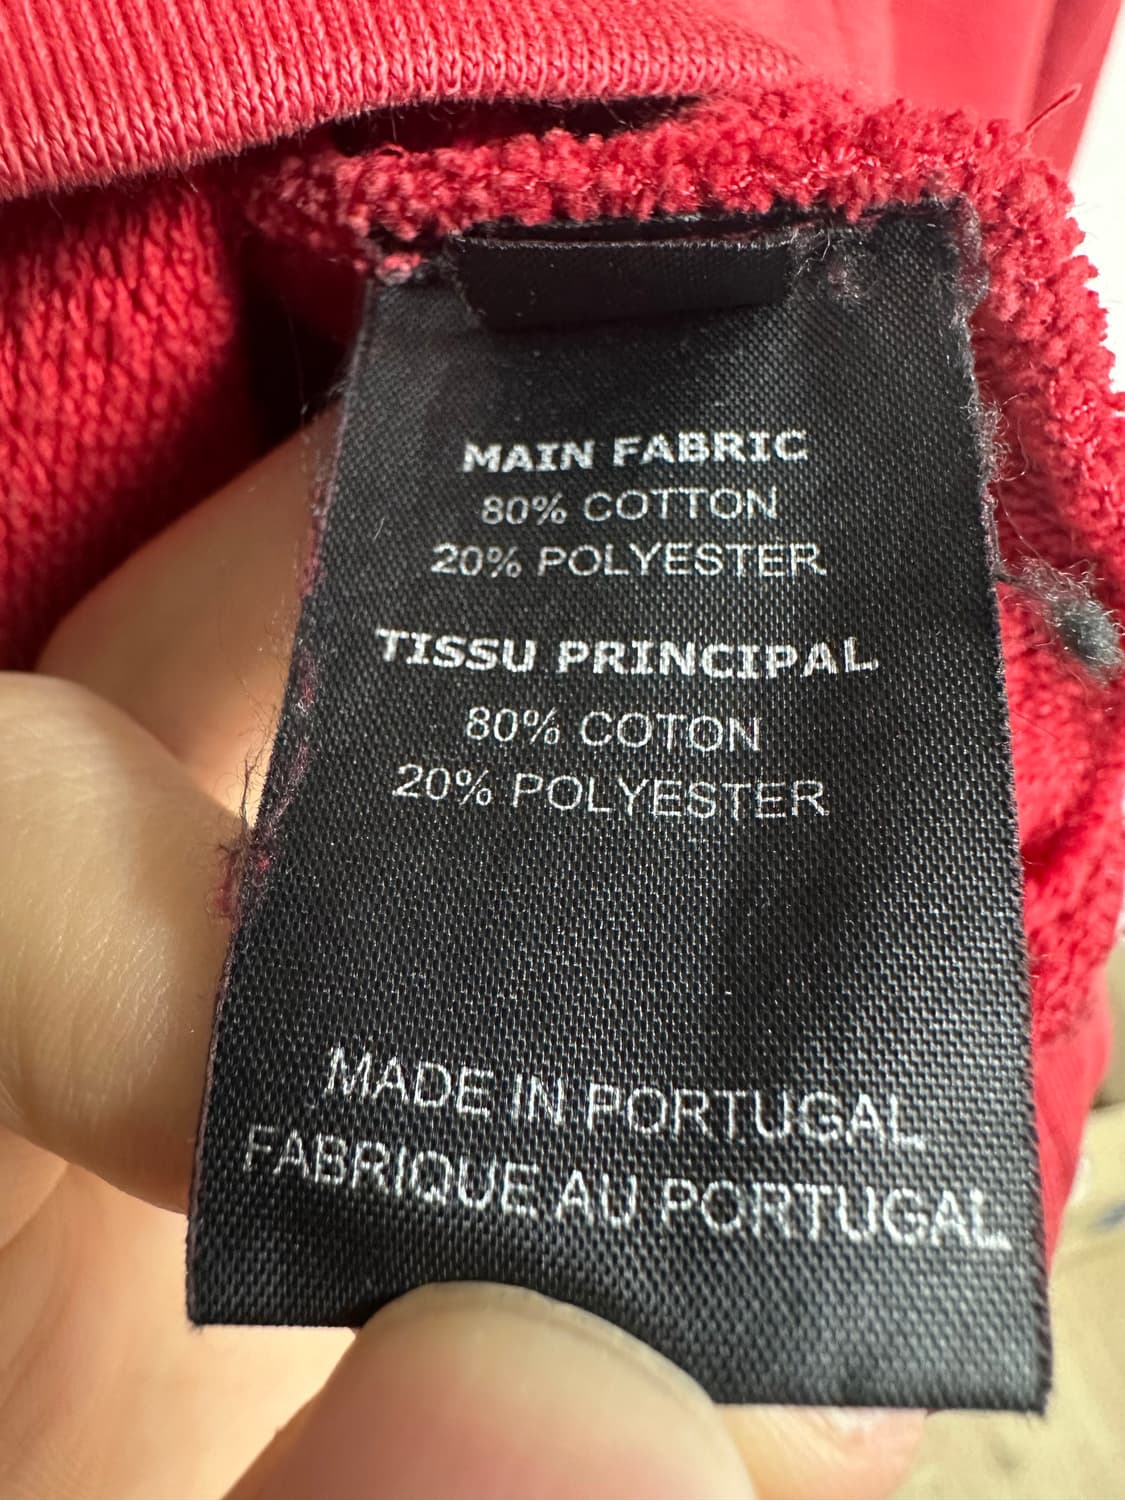 MAIN FABRIC
80% COTTON
20% POLYESTER
TISSU PRINCIPAL
80% COTON
20% POLYESTER
MADE IN PORTUGAL
FABRIQUE AU PORTUGAL